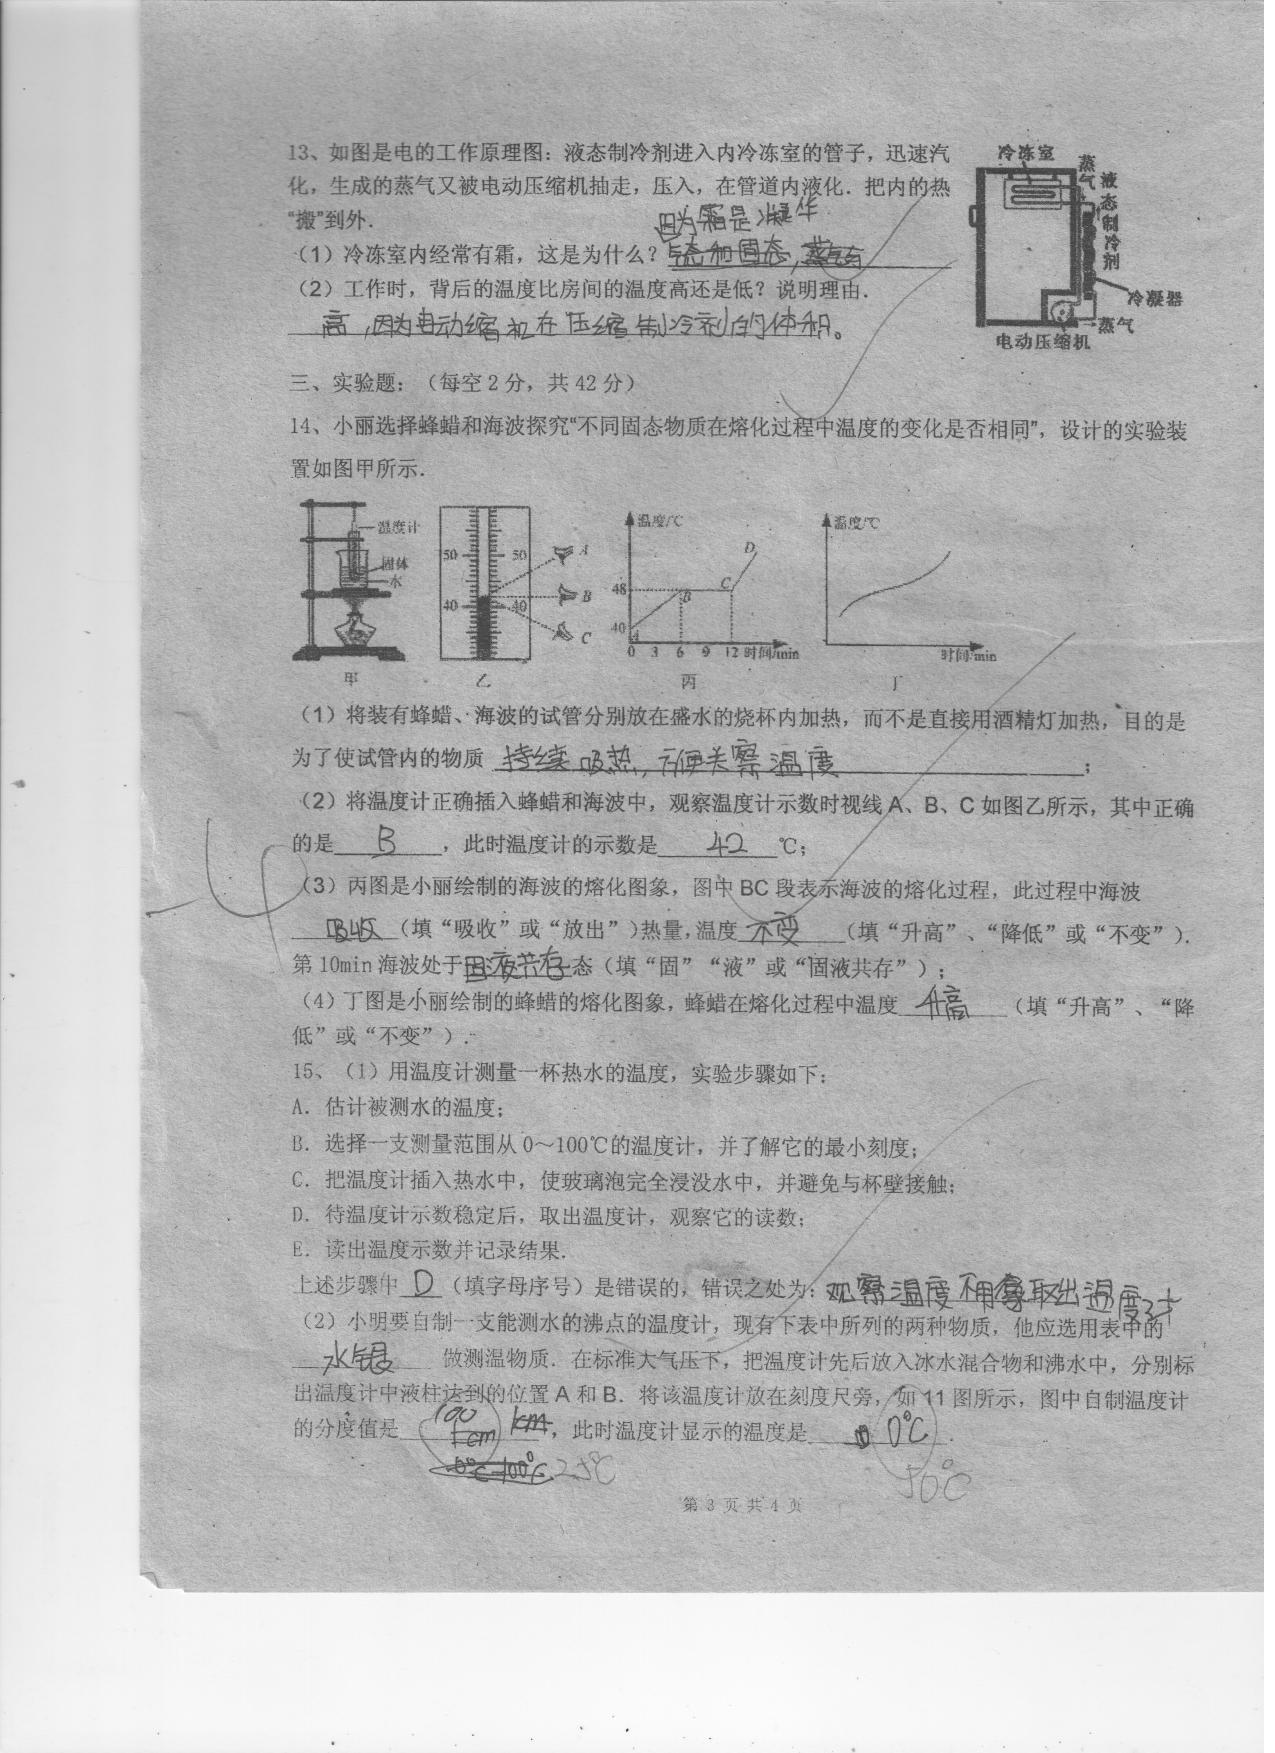 13、如图是电的工作原理图：液态制冷剂进入内冷冻室的管子，迅速汽
化，生成的蒸气又被电动压缩机抽走，压入，在管道内液化．把内的热
“搬”到外．
因为霜是凝华
（1）冷冻室内经常有霜，这是为什么？
（2）工作时，背后的温度比房间的温度高还是低？说明理由．
高，因为电动缩机在压缩制冷剂的体积。
冷冻室
蒸气
液态制冷剂
冷凝器
蒸气
电动压缩机
三、实验题：（每空2分，共42分）
14、小丽选择蜂蜡和海波探究“不同固态物质在熔化过程中温度的变化是否相同”，设计的实验装
置如图甲所示．
温度计
固体
水
甲
50 50
40 40
A
B
C
乙
温度/℃
48
40
A B C D
0 3 6 9 12 时间/min
丙
温度/℃
时间/min
丁
（1）将装有蜂蜡、海波的试管分别放在盛水的烧杯内加热，而不是直接用酒精灯加热，目的是
为了使试管内的物质 持续吸热，方便关察温度 ；
（2）将温度计正确插入蜂蜡和海波中，观察温度计示数时视线A、B、C如图乙所示，其中正确
的是 B ，此时温度计的示数是 42 ℃；
（3）丙图是小丽绘制的海波的熔化图象，图中BC段表示海波的熔化过程，此过程中海波
吸收（填“吸收”或“放出”）热量，温度 不变 （填“升高”、“降低”或“不变”）．
第10min海波处于固液共存态（填“固”“液”或“固液共存”）；
（4）丁图是小丽绘制的蜂蜡的熔化图象，蜂蜡在熔化过程中温度 升高 （填“升高”、“降
低”或“不变”）．
15、（1）用温度计测量一杯热水的温度，实验步骤如下：
A．估计被测水的温度；
B．选择一支测量范围从0～100℃的温度计，并了解它的最小刻度；
C．把温度计插入热水中，使玻璃泡完全浸没水中，并避免与杯壁接触；
D．待温度计示数稳定后，取出温度计，观察它的读数；
E．读出温度示数并记录结果．
上述步骤中 D （填字母序号）是错误的，错误之处为：观察温度不用拿取出温度计
（2）小明要自制一支能测水的沸点的温度计，现有下表中所列的两种物质，他应选用表中的
水银 做测温物质．在标准大气压下，把温度计先后放入冰水混合物和沸水中，分别标
出温度计中液柱达到的位置A和B．将该温度计放在刻度尺旁，如11图所示，图中自制温度计
的分度值是 100 1cm km ，此时温度计显示的温度是 0℃ ．
2.5℃
50℃
第 3 页 共 4 页